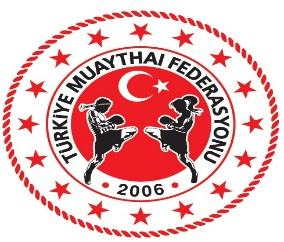 TÜRKİYE MUAYTHAI FEDERASYONU
• 2006 •